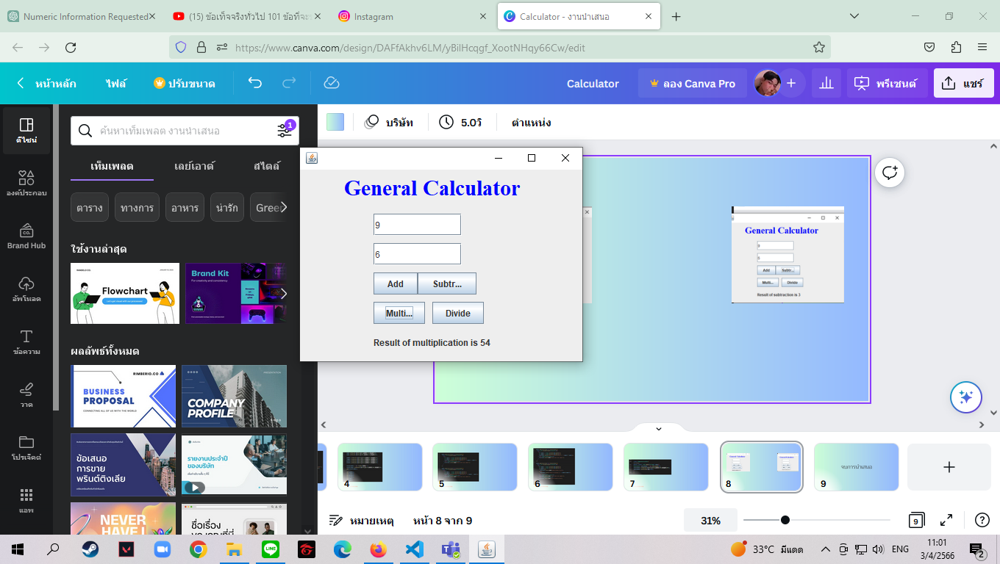 Numeric Information Requested
(15) ข้อเท็จจริงทั่วไป 101 ข้อที่จะ
Instagram
Calculator - งานนำเสนอ
https://www.canva.com/design/DAFfAkhv6LM/yBilHcqgf_XootNHqy66Cw/edit
หน้าหลัก
ไฟล์
ปรับขนาด
Calculator
ลอง Canva Pro
พรีเซนต์
แชร์
ดีไซน์
องค์ประกอบ
Brand Hub
อัพโหลด
ข้อความ
วาด
โปรเจ็คต์
แอพ
ค้นหาเท็มเพลต งานนำเสนอ
1
เท็มเพลต
เลย์เอาต์
สไตล์
ตาราง
ทางการ
อาหาร
น่ารัก
Gree
ใช้งานล่าสุด
Flowchart
Brand Kit
ผลลัพธ์ทั้งหมด
RIMBERIO.CO
BUSINESS
PROPOSAL
CONNECTING ALL OF US WITH THE WORLD
COMPANY
PROFILE
ข้อเสนอ
การขาย
พรินต์ติงเลีย
รายงานประจำปี
ของบริษัท
NEVER
HAVE I
ชื่อเรื่อง
บริษัท
5.0วิ
ตำแหน่ง
General Calculator
9
6
Add
Subtr...
Multi...
Divide
Result of multiplication is 54
General Calculator
Add
Subtr...
Multi...
Divide
Result of subtraction is 3
4
5
6
7
8
9
จบการนำเสนอ
หมายเหตุ
หน้า 8 จาก 9
31%
9
33°C มีแดด
ENG
11:01
3/4/2566
2